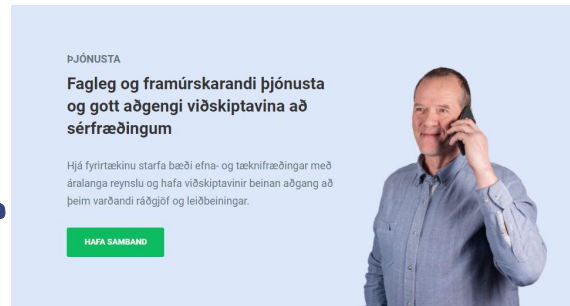 ÞJÓNUSTA
Fagleg og framúrskarandi þjónusta
og gott aðgengi viðskiptavina að
sérfræðingum
Hjá fyrirtækinu starfa bæði efna- og tæknifræðingar með
áralanga reynslu og hafa viðskiptavinir beinan aðgang að
þeim varðandi ráðgjöf og leiðbeiningar.
HAFA SAMBAND